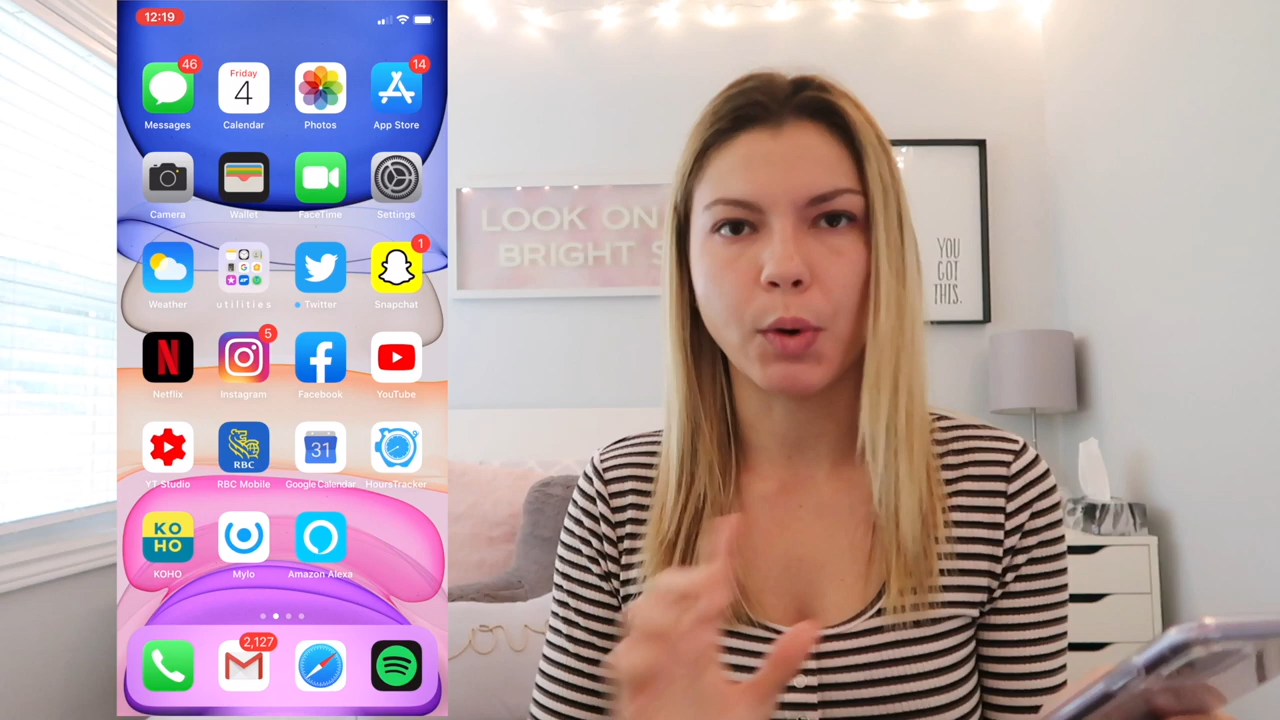 12:19
46
Friday
4
14
Messages
Calendar
Photos
App Store
Camera
Wallet
FaceTime
Settings
1
Weather
utilities
Twitter
Snapchat
N
5
Netflix
Instagram
Facebook
YouTube
RBC
31
YT Studio
RBC Mobile
Google Calendar
HoursTracker
KO
HO
KOHO
Mylo
Amazon Alexa
2,127
LOOK ON
BRIGHT S
YOU
GOT
THIS.